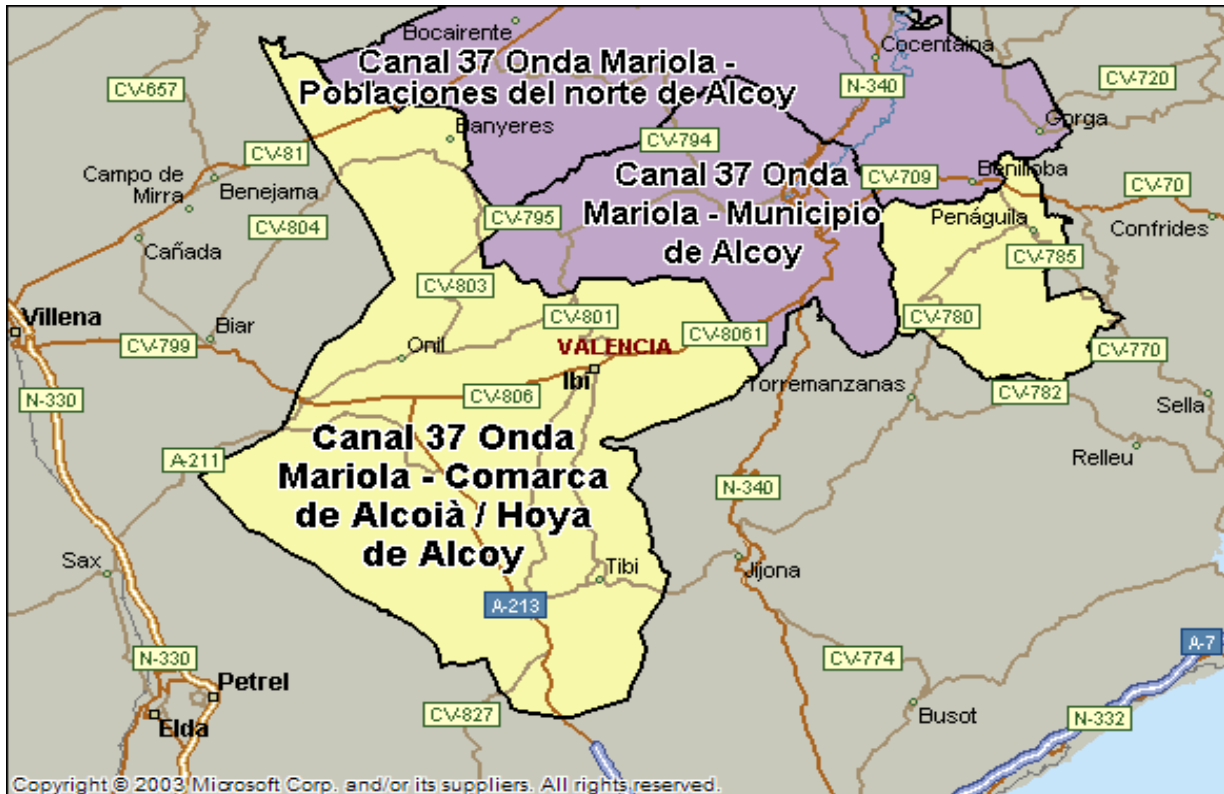 Bocairente
Cocentaina
Canal 37 Onda Mariola -
Poblaciones del norte de Alcoy
CV-657
N-340
CV-720
Gorga
Banyeres
CV-794
CV-81
Campo de
Mirra
Benejama
Canal 37 Onda
Mariola - Municipio
de Alcoy
CV-709
Benilloba
CV-70
CV-795
CV-804
Penáguila
Confrides
Cañada
CV-785
CV-803
Villena
Biar
CV-801
CV-8061
CV-780
CV-799
Onil
VALENCIA
CV-770
Ibi
Torremanzanas
CV-782
N-330
CV-806
Sella
Canal 37 Onda
Mariola - Comarca
de Alcoià / Hoya
de Alcoy
A-211
Relleu
N-340
Sax
Tibi
Jijona
A-213
A-7
N-330
CV-774
Petrel
CV-827
Elda
Busot
N-332
Copyright © 2003 Microsoft Corp. and/or its suppliers. All rights reserved.